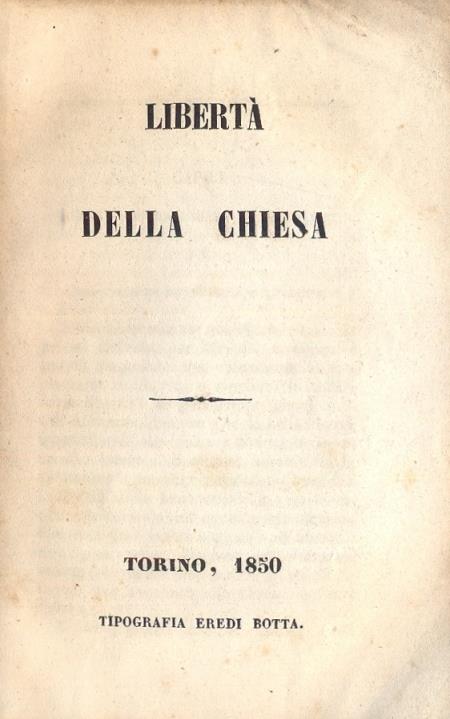 LIBERTÀ
DELLA CHIESA
TORINO, 1850
TIPOGRAFIA EREDI BOTTA.